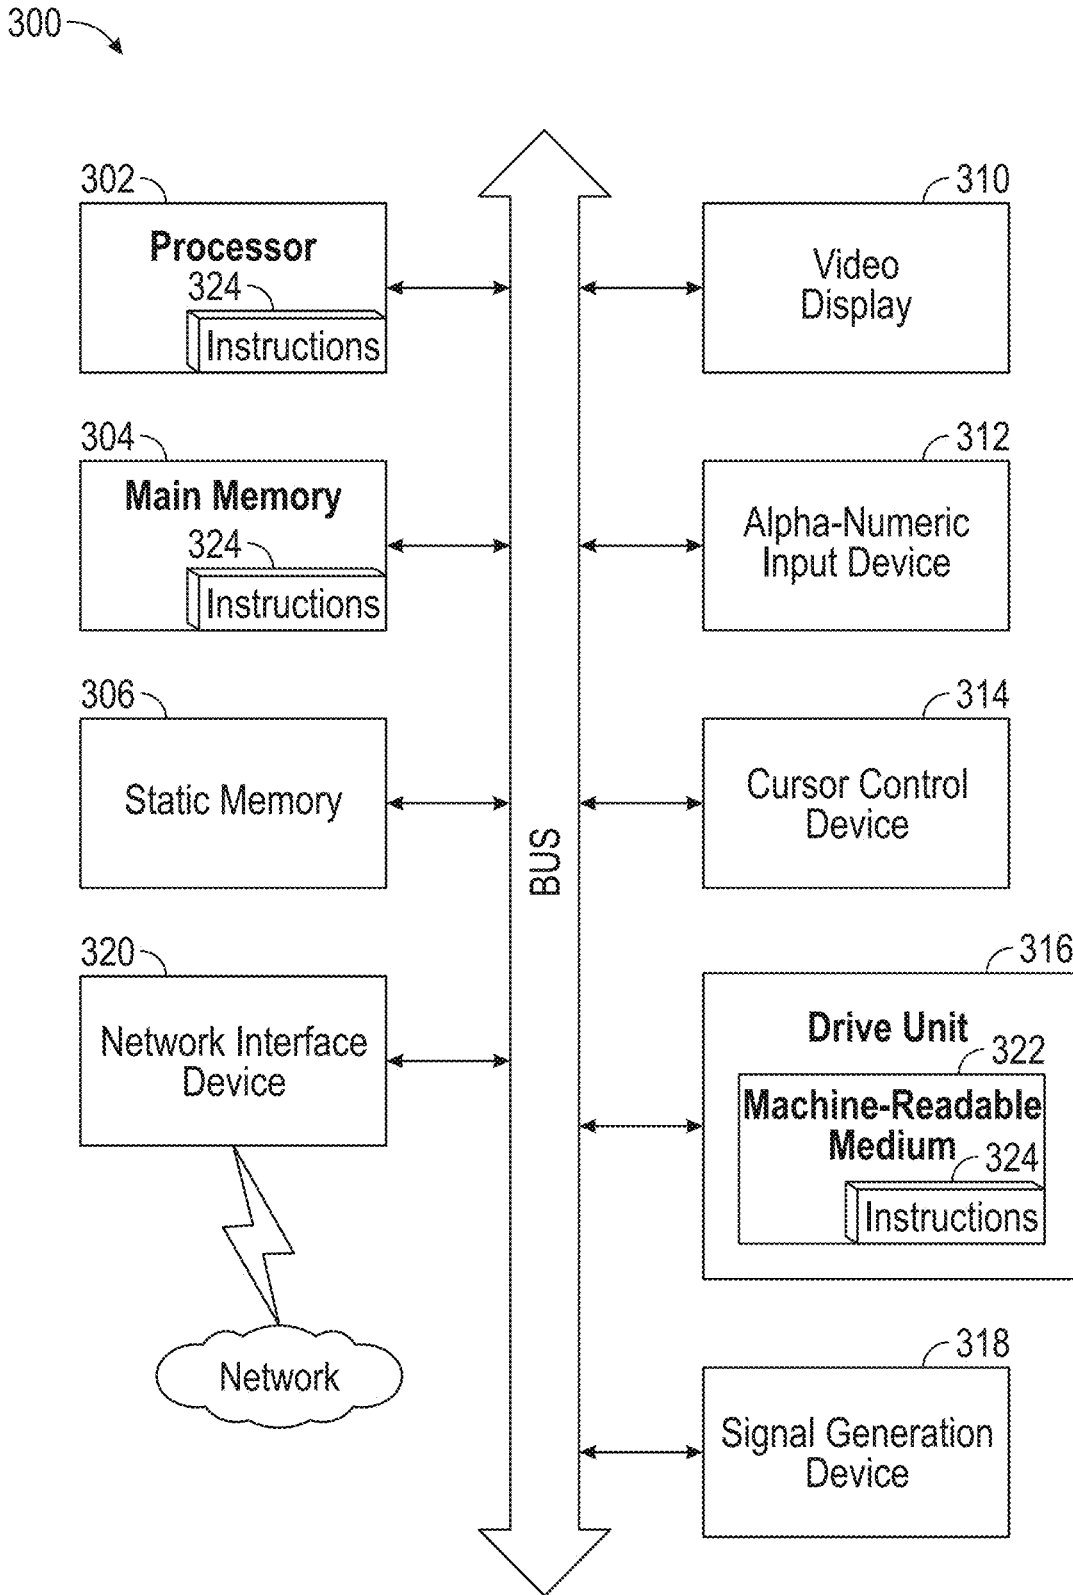 300
302
Processor
324
Instructions
304
Main Memory
324
Instructions
306
Static Memory
320
Network Interface
Device
Network
BUS
310
Video
Display
312
Alpha-Numeric
Input Device
314
Cursor Control
Device
316
Drive Unit
322
Machine-Readable
Medium
324
Instructions
318
Signal Generation
Device